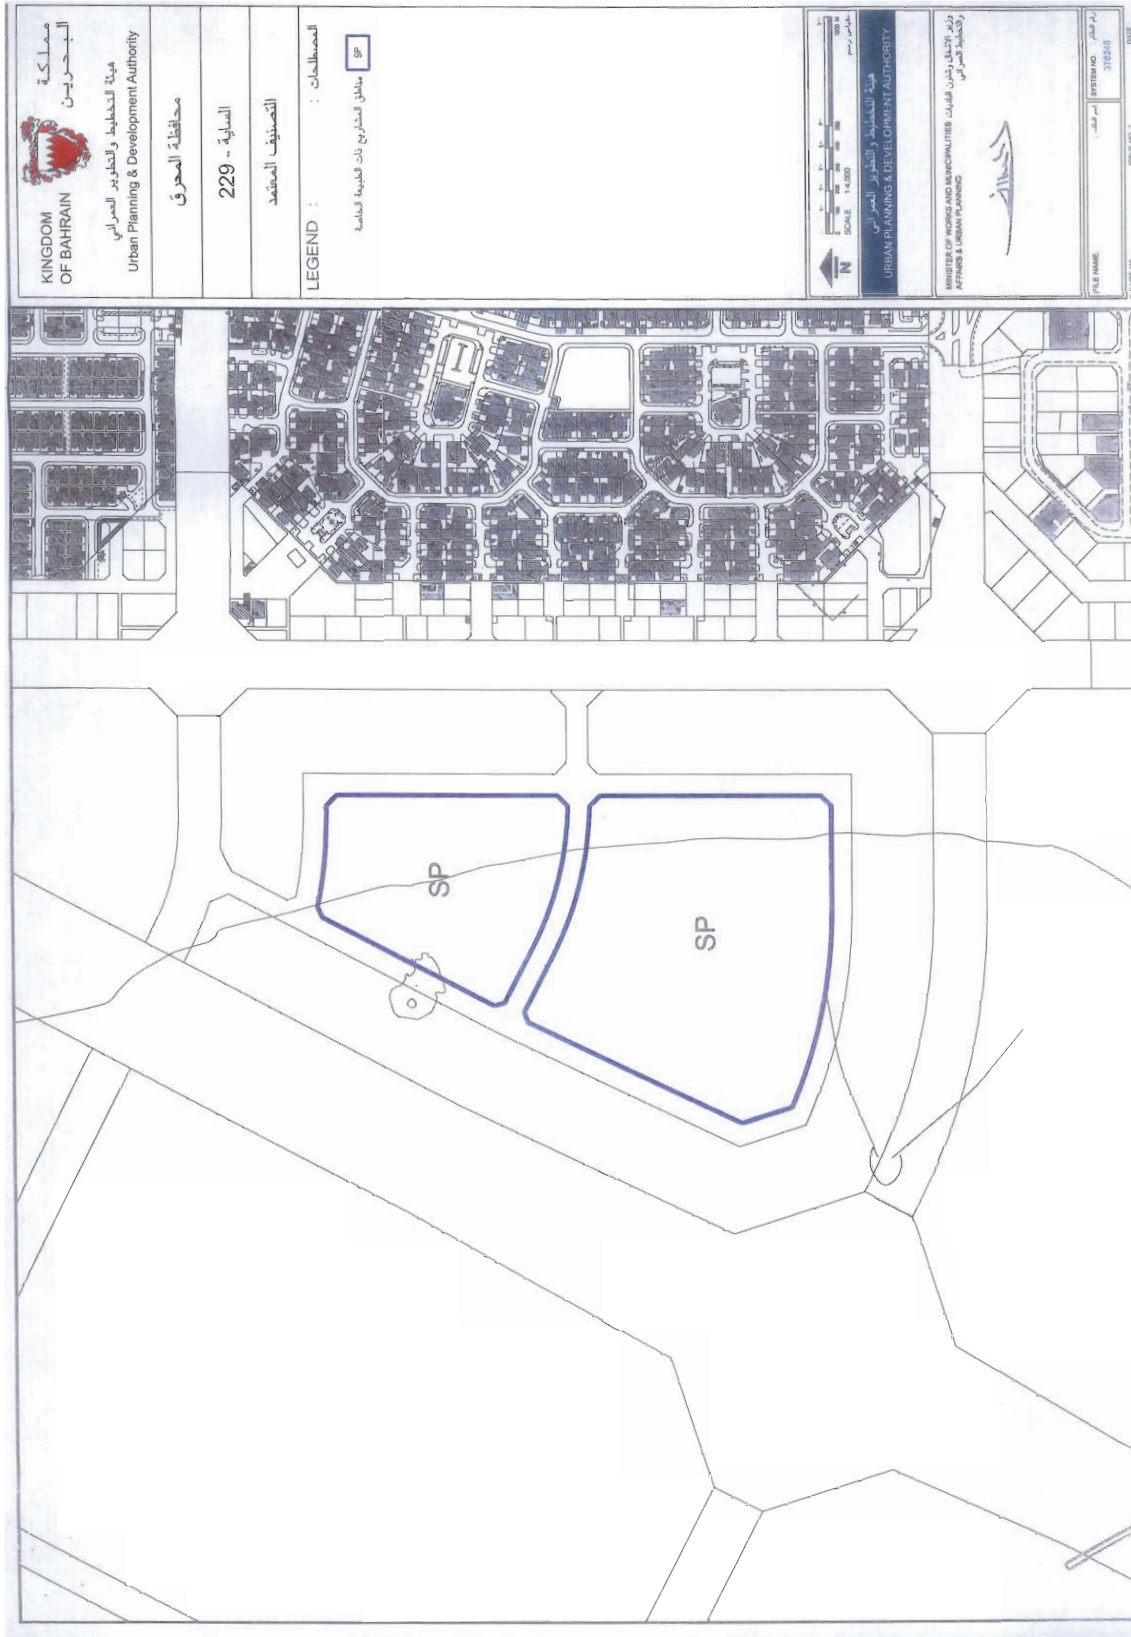 مملكة
البحرين
KINGDOM
OF BAHRAIN
هيئة التخطيط والتطوير العمراني
Urban Planning & Development Authority
محافظة المحرق
الساية - 229
التصنيف المعتمد
LEGEND :
المصطلحات :
SP
مناطق المشاريع ذات الطبيعة الخاصة
N
SCALE 1:4,000
مقياس رسم
هيئة التخطيط والتطوير العمراني
URBAN PLANNING & DEVELOPMENT AUTHORITY
وزير الأشغال وشئون البلديات والتخطيط العمراني
MINISTER OF WORKS AND MUNICIPALITIES
AFFAIRS & URBAN PLANNING
FILE NAME
SYSTEM NO.
DATE
SP
SP